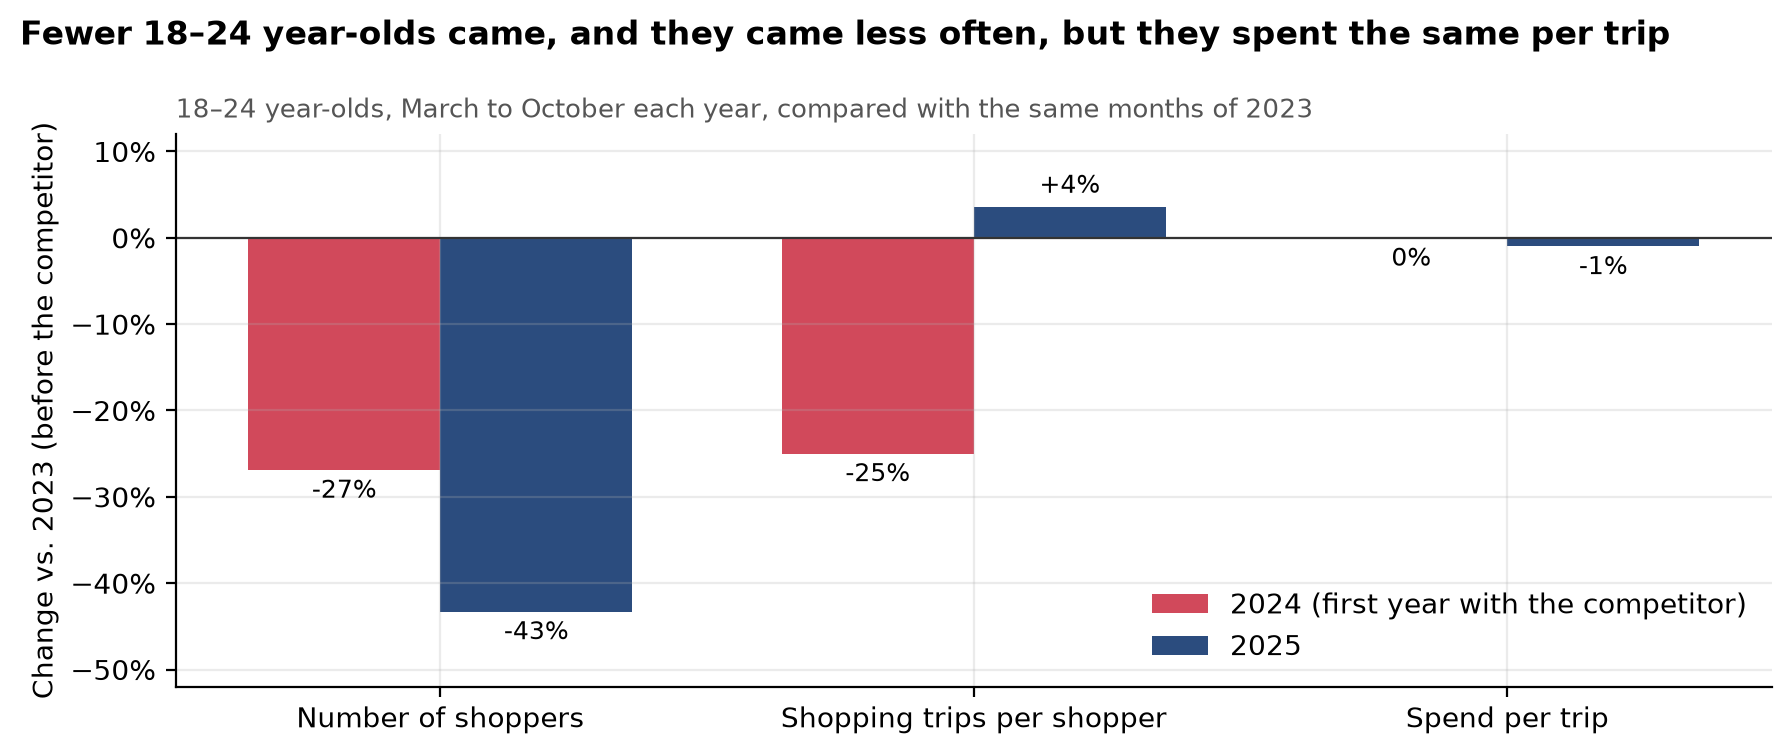 Fewer 18–24 year-olds came, and they came less often, but they spent the same per trip
18–24 year-olds, March to October each year, compared with the same months of 2023
Change vs. 2023 (before the competitor)
10%
0%
−10%
−20%
−30%
−40%
−50%
-27%
-43%
-25%
+4%
0%
-1%
2024 (first year with the competitor)
2025
Number of shoppers
Shopping trips per shopper
Spend per trip